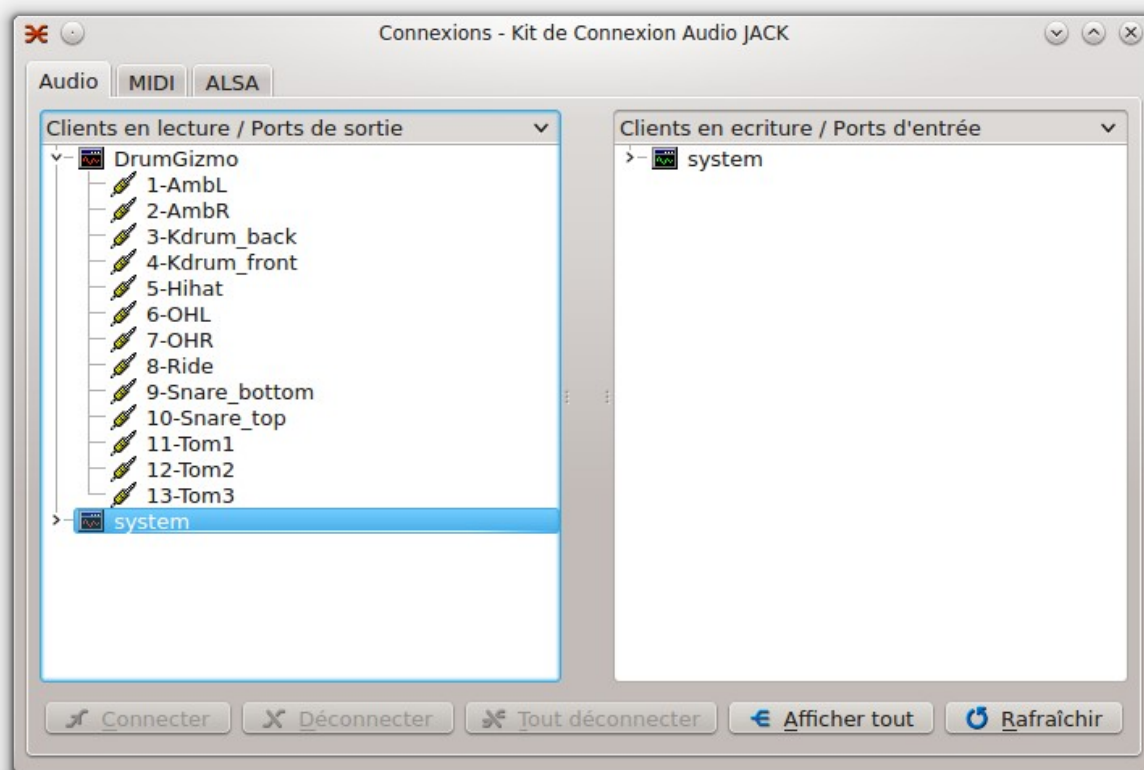 Connexions - Kit de Connexion Audio JACK
Audio MIDI ALSA
Clients en lecture / Ports de sortie
DrumGizmo
1-AmbL
2-AmbR
3-Kdrum_back
4-Kdrum_front
5-Hihat
6-OHL
7-OHR
8-Ride
9-Snare_bottom
10-Snare_top
11-Tom1
12-Tom2
13-Tom3
system
Clients en ecriture / Ports d'entrée
system
Connecter Déconnecter Tout déconnecter Afficher tout Rafraîchir